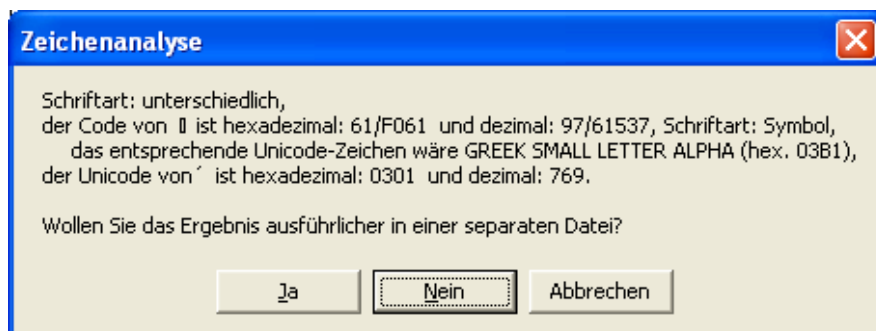 Zeichenanalyse
Schriftart: unterschiedlich,
der Code von ▯ ist hexadezimal: 61/F061 und dezimal: 97/61537, Schriftart: Symbol,
das entsprechende Unicode-Zeichen wäre GREEK SMALL LETTER ALPHA (hex. 03B1),
der Unicode von ´ ist hexadezimal: 0301 und dezimal: 769.
Wollen Sie das Ergebnis ausführlicher in einer separaten Datei?
Ja
Nein
Abbrechen